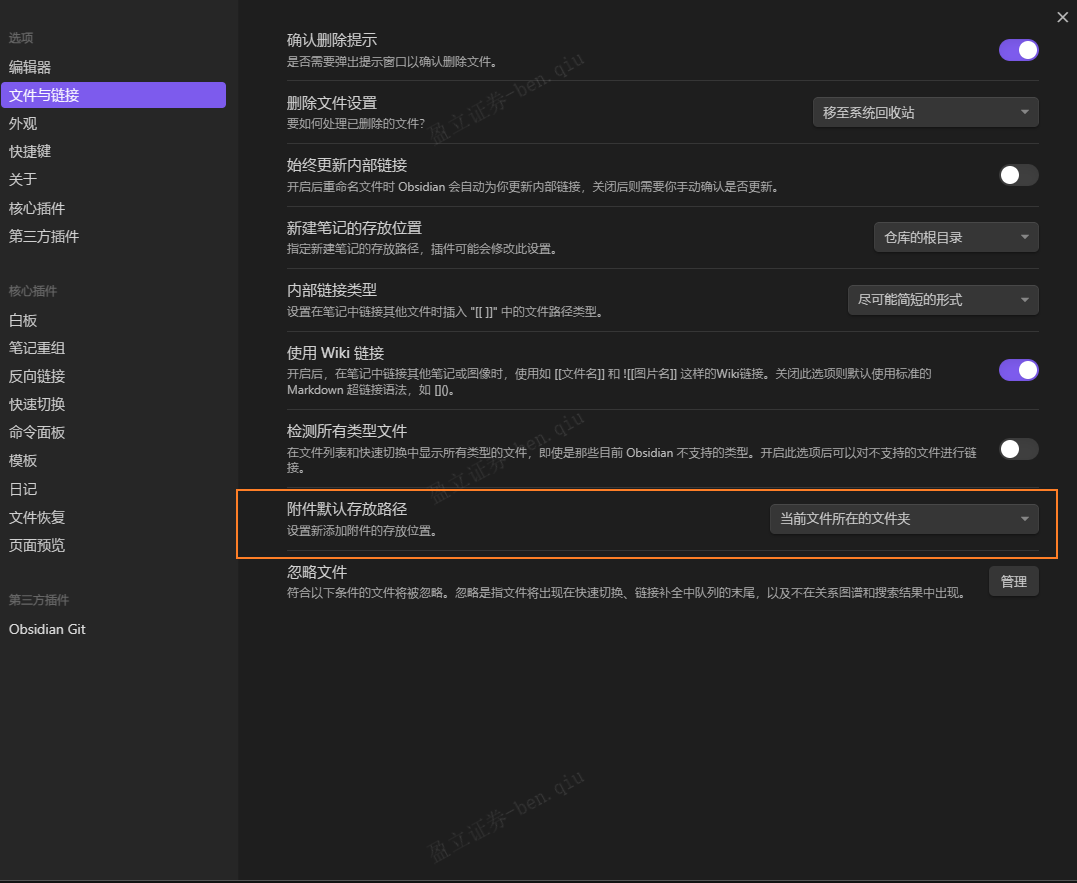 选项
编辑器
文件与链接
外观
快捷键
关于
核心插件
第三方插件
核心插件
白板
笔记重组
反向链接
快速切换
命令面板
模板
日记
文件恢复
页面预览
第三方插件
Obsidian Git
确认删除提示
是否需要弹出提示窗口以确认删除文件。
删除文件设置
要如何处理已删除的文件？
移至系统回收站
始终更新内部链接
开启后重命名文件时 Obsidian 会自动为你更新内部链接，关闭后则需要你手动确认是否更新。
新建笔记的存放位置
指定新建笔记的存放路径，插件可能会修改此设置。
仓库的根目录
内部链接类型
设置在笔记中链接其他文件时插入 "[[ ]]" 中的文件路径类型。
尽可能简短的形式
使用 Wiki 链接
开启后，在笔记中链接其他笔记或图像时，使用如 [[文件名]] 和 ![[图片名]] 这样的Wiki链接。关闭此选项则默认使用标准的
Markdown 超链接语法，如 []()。
检测所有类型文件
在文件列表和快速切换中显示所有类型的文件，即使是那些目前 Obsidian 不支持的类型。开启此选项后可以对不支持的文件进行链
接。
附件默认存放路径
设置新添加附件的存放位置。
当前文件所在的文件夹
忽略文件
符合以下条件的文件将被忽略。忽略是指文件将出现在快速切换、链接补全中队列的末尾，以及不在关系图谱和搜索结果中出现。
管理
盈立证券-ben.qiu
盈立证券-ben.qiu
盈立证券-ben.qiu